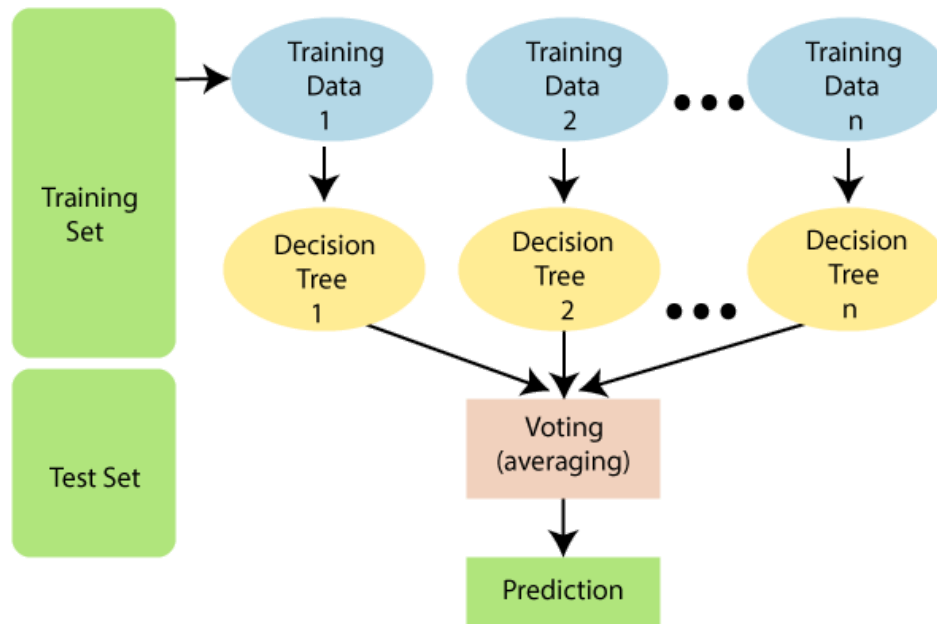 Training
Set
Test Set
Training
Data
1
Training
Data
2
Training
Data
n
Decision
Tree
1
Decision
Tree
2
Decision
Tree
n
Voting
(averaging)
Prediction